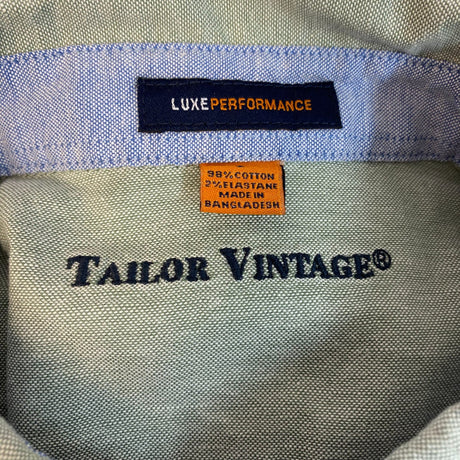 LUXEPERFORMANCE
98% COTTON
2% ELASTANE
MADE IN
BANGLADESH
TAILOR VINTAGE®